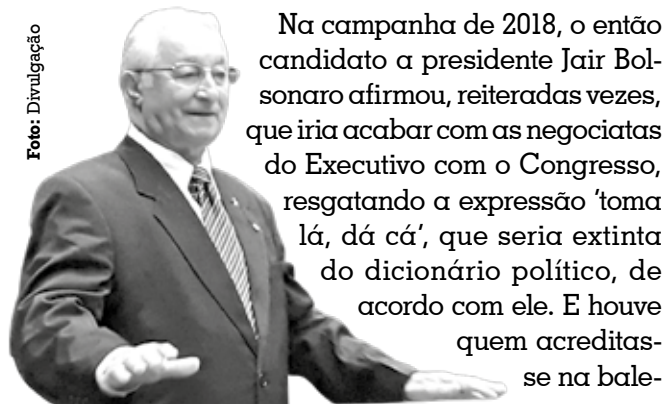 Foto: Divulgação
Na campanha de 2018, o então
candidato a presidente Jair Bol-
sonaro afirmou, reiteradas vezes,
que iria acabar com as negociatas
do Executivo com o Congresso,
resgatando a expressão ‘toma
lá, dá cá’, que seria extinta
do dicionário político, de
acordo com ele. E houve
quem acreditas-
se na bale-